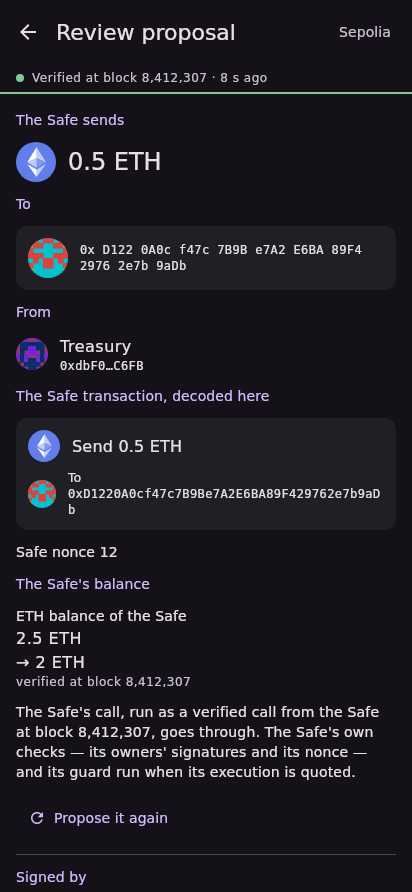 Review proposal
Sepolia
Verified at block 8,412,307 · 8 s ago
The Safe sends
0.5 ETH
To
0x D122 0A0c f47c 7B9B e7A2 E6BA 89F4
2976 2e7b 9aDb
From
Treasury
0xdbF0…C6FB
The Safe transaction, decoded here
Send 0.5 ETH
To
0xD1220A0cf47c7B9Be7A2E6BA89F429762e7b9aD
b
Safe nonce 12
The Safe's balance
ETH balance of the Safe
2.5 ETH
→ 2 ETH
verified at block 8,412,307
The Safe's call, run as a verified call from the Safe
at block 8,412,307, goes through. The Safe's own
checks — its owners' signatures and its nonce —
and its guard run when its execution is quoted.
Propose it again
Signed by